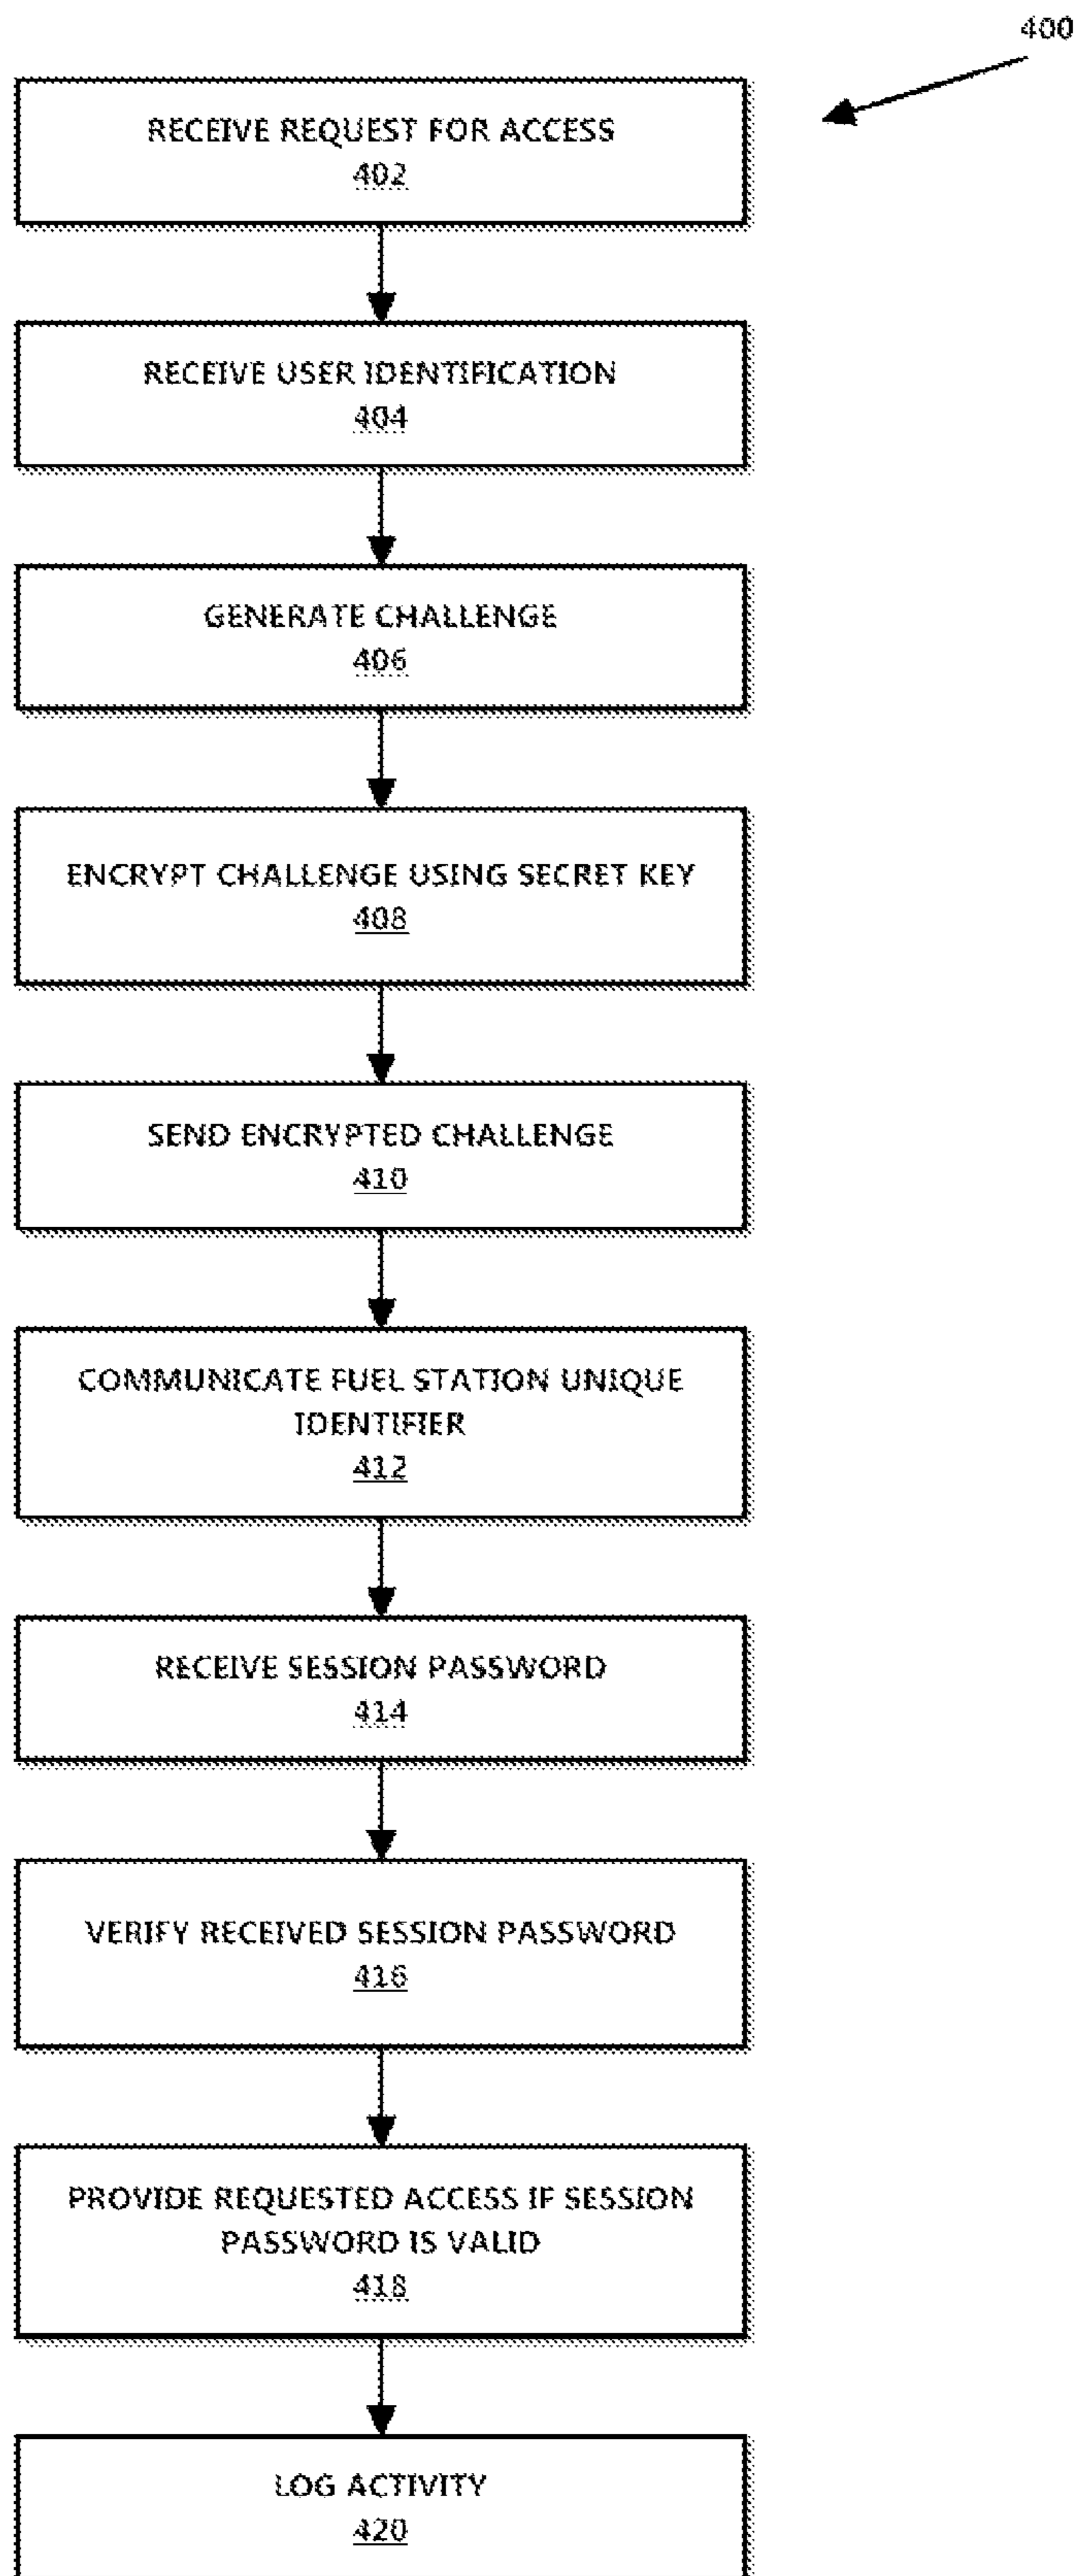 400
RECEIVE REQUEST FOR ACCESS
402
RECEIVE USER IDENTIFICATION
404
GENERATE CHALLENGE
406
ENCRYPT CHALLENGE USING SECRET KEY
408
SEND ENCRYPTED CHALLENGE
410
COMMUNICATE FUEL STATION UNIQUE
IDENTIFIER
412
RECEIVE SESSION PASSWORD
414
VERIFY RECEIVED SESSION PASSWORD
416
PROVIDE REQUESTED ACCESS IF SESSION
PASSWORD IS VALID
418
LOG ACTIVITY
420